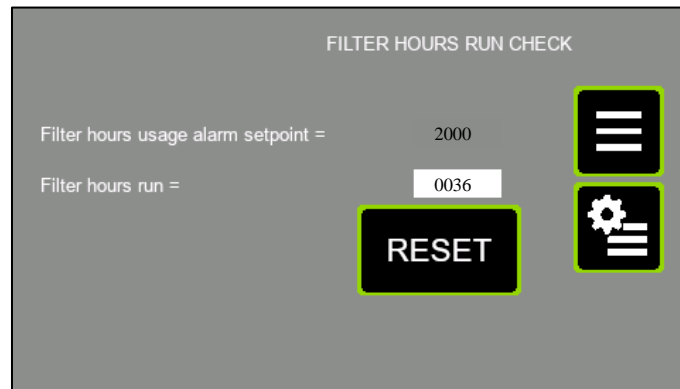 FILTER HOURS RUN CHECK
Filter hours usage alarm setpoint = 2000
Filter hours run = 0036
RESET